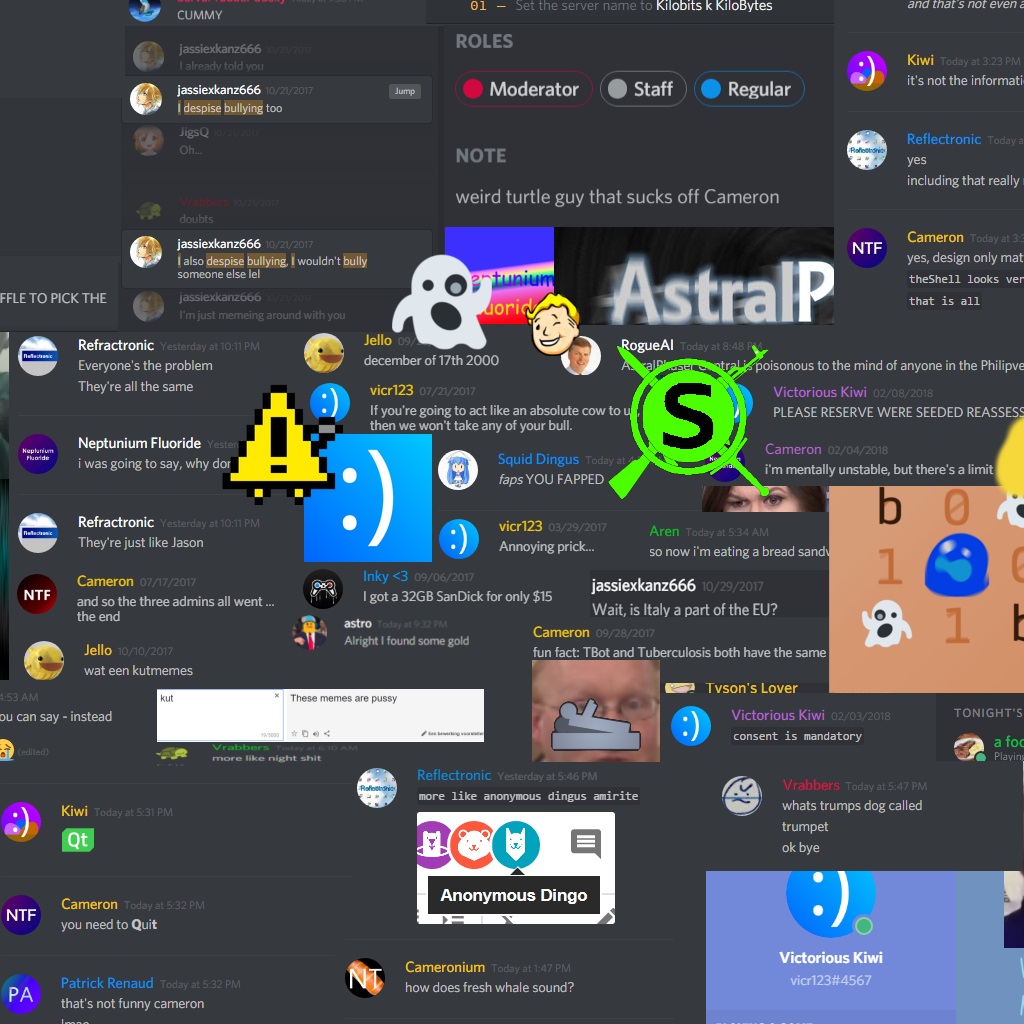 CUMMY
01 — Set the server name to Kilobits k KiloBytes
and that's not even a
jassiexkanz666 10/21/2017
I already told you
jassiexkanz666 10/21/2017
I despise bullying too
Jump
JigsQ 10/21/2017
Oh...
Vrabbers 10/21/2017
doubts
jassiexkanz666 10/21/2017
I also despise bullying, I wouldn't bully
someone else lel
jassiexkanz666 10/21/2017
I'm just memeing around with you
FFLE TO PICK THE
ROLES
Moderator
Staff
Regular
NOTE
weird turtle guy that sucks off Cameron
AstralP
Kiwi Today at 3:23 PM
it's not the informati
Reflectronic Today a
yes
including that really
NTF
Cameron Today at 3:
yes, design only mat
theShell looks ver
that is all
Refractronic Yesterday at 10:11 PM
Everyone's the problem
They're all the same
Neptunium Fluoride Yester
i was going to say, why don
Refractronic Yesterday at 10:11 PM
They're just like Jason
NTF
Cameron 07/17/2017
and so the three admins all went ...
the end
Jello 10/10/2017
wat een kutmemes
Jello 09/
december of 17th 2000
vicr123 07/21/2017
If you're going to act like an absolute cow to u
then we won't take any of your bull.
RogueAI Today at 8:48 P
AstralPhaser Central is poisonous to the mind of anyone in the Philipve
Victorious Kiwi 02/08/2018
PLEASE RESERVE WERE SEEDED REASSESS
Cameron 02/04/2018
i'm mentally unstable, but there's a limit
S
:)
Squid Dingus Today at 4
faps YOU FAPPED
vicr123 03/29/2017
Annoying prick...
Aren Today at 5:34 AM
so now i'm eating a bread sandw
Inky <3 09/06/2017
I got a 32GB SanDick for only $15
astro Today at 9:32 PM
Alright I found some gold
jassiexkanz666 10/29/2017
Wait, is Italy a part of the EU?
Cameron 09/28/2017
fun fact: TBot and Tuberculosis both have the same
b 0
1 0
1 b
Tyson's Lover
Victorious Kiwi 02/03/2018
consent is mandatory
TONIGHT'S
a foo
Playing
4:53 AM
ou can say - instead
(edited)
kut
These memes are pussy
Vrabbers Today at 6:10 AM
more like night shit
Reflectronic Yesterday at 5:46 PM
more like anonymous dingus amirite
Anonymous Dingo
Vrabbers Today at 5:47 PM
whats trumps dog called
trumpet
ok bye
Kiwi Today at 5:31 PM
Qt
NTF
Cameron Today at 5:32 PM
you need to Quit
PA
Patrick Renaud Today at 5:32 PM
that's not funny cameron
lmao
NT
Cameronium Today at 1:47 PM
how does fresh whale sound?
Victorious Kiwi
vicr123#4567